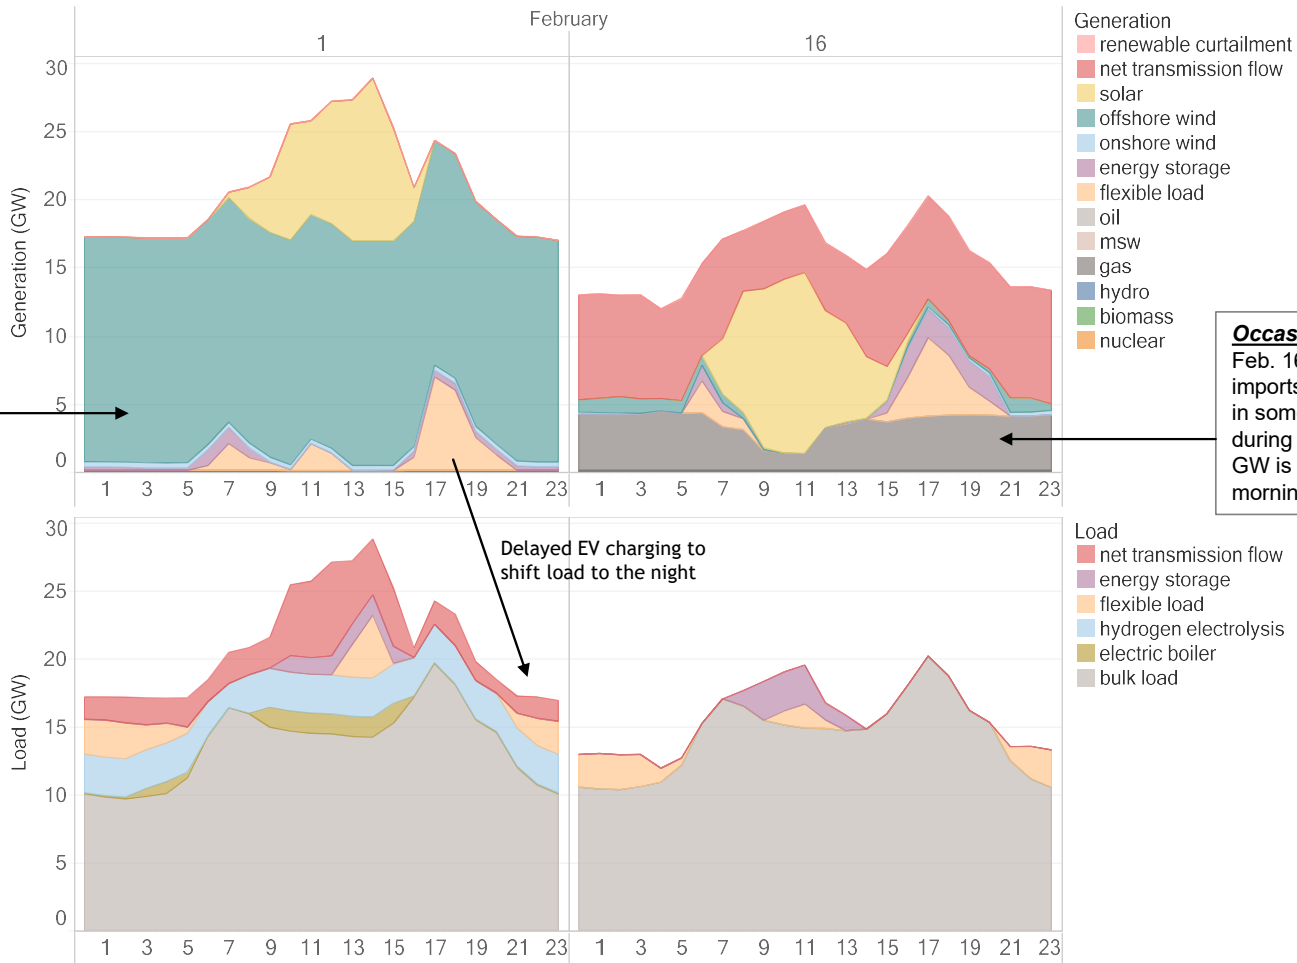 February
1
16
Generation (GW)
30
25
20
15
10
5
0
1 3 5 7 9 11 13 15 17 19 21 23
1 3 5 7 9 11 13 15 17 19 21 23
Generation
renewable curtailment
net transmission flow
solar
offshore wind
onshore wind
energy storage
flexible load
oil
msw
gas
hydro
biomass
nuclear
Feb. 16
imports
in some
during
GW is
Delayed EV charging to
shift load to the night
Load (GW)
30
25
20
15
10
5
0
1 3 5 7 9 11 13 15 17 19 21 23
1 3 5 7 9 11 13 15 17 19 21 23
Load
net transmission flow
energy storage
flexible load
hydrogen electrolysis
electric boiler
bulk load